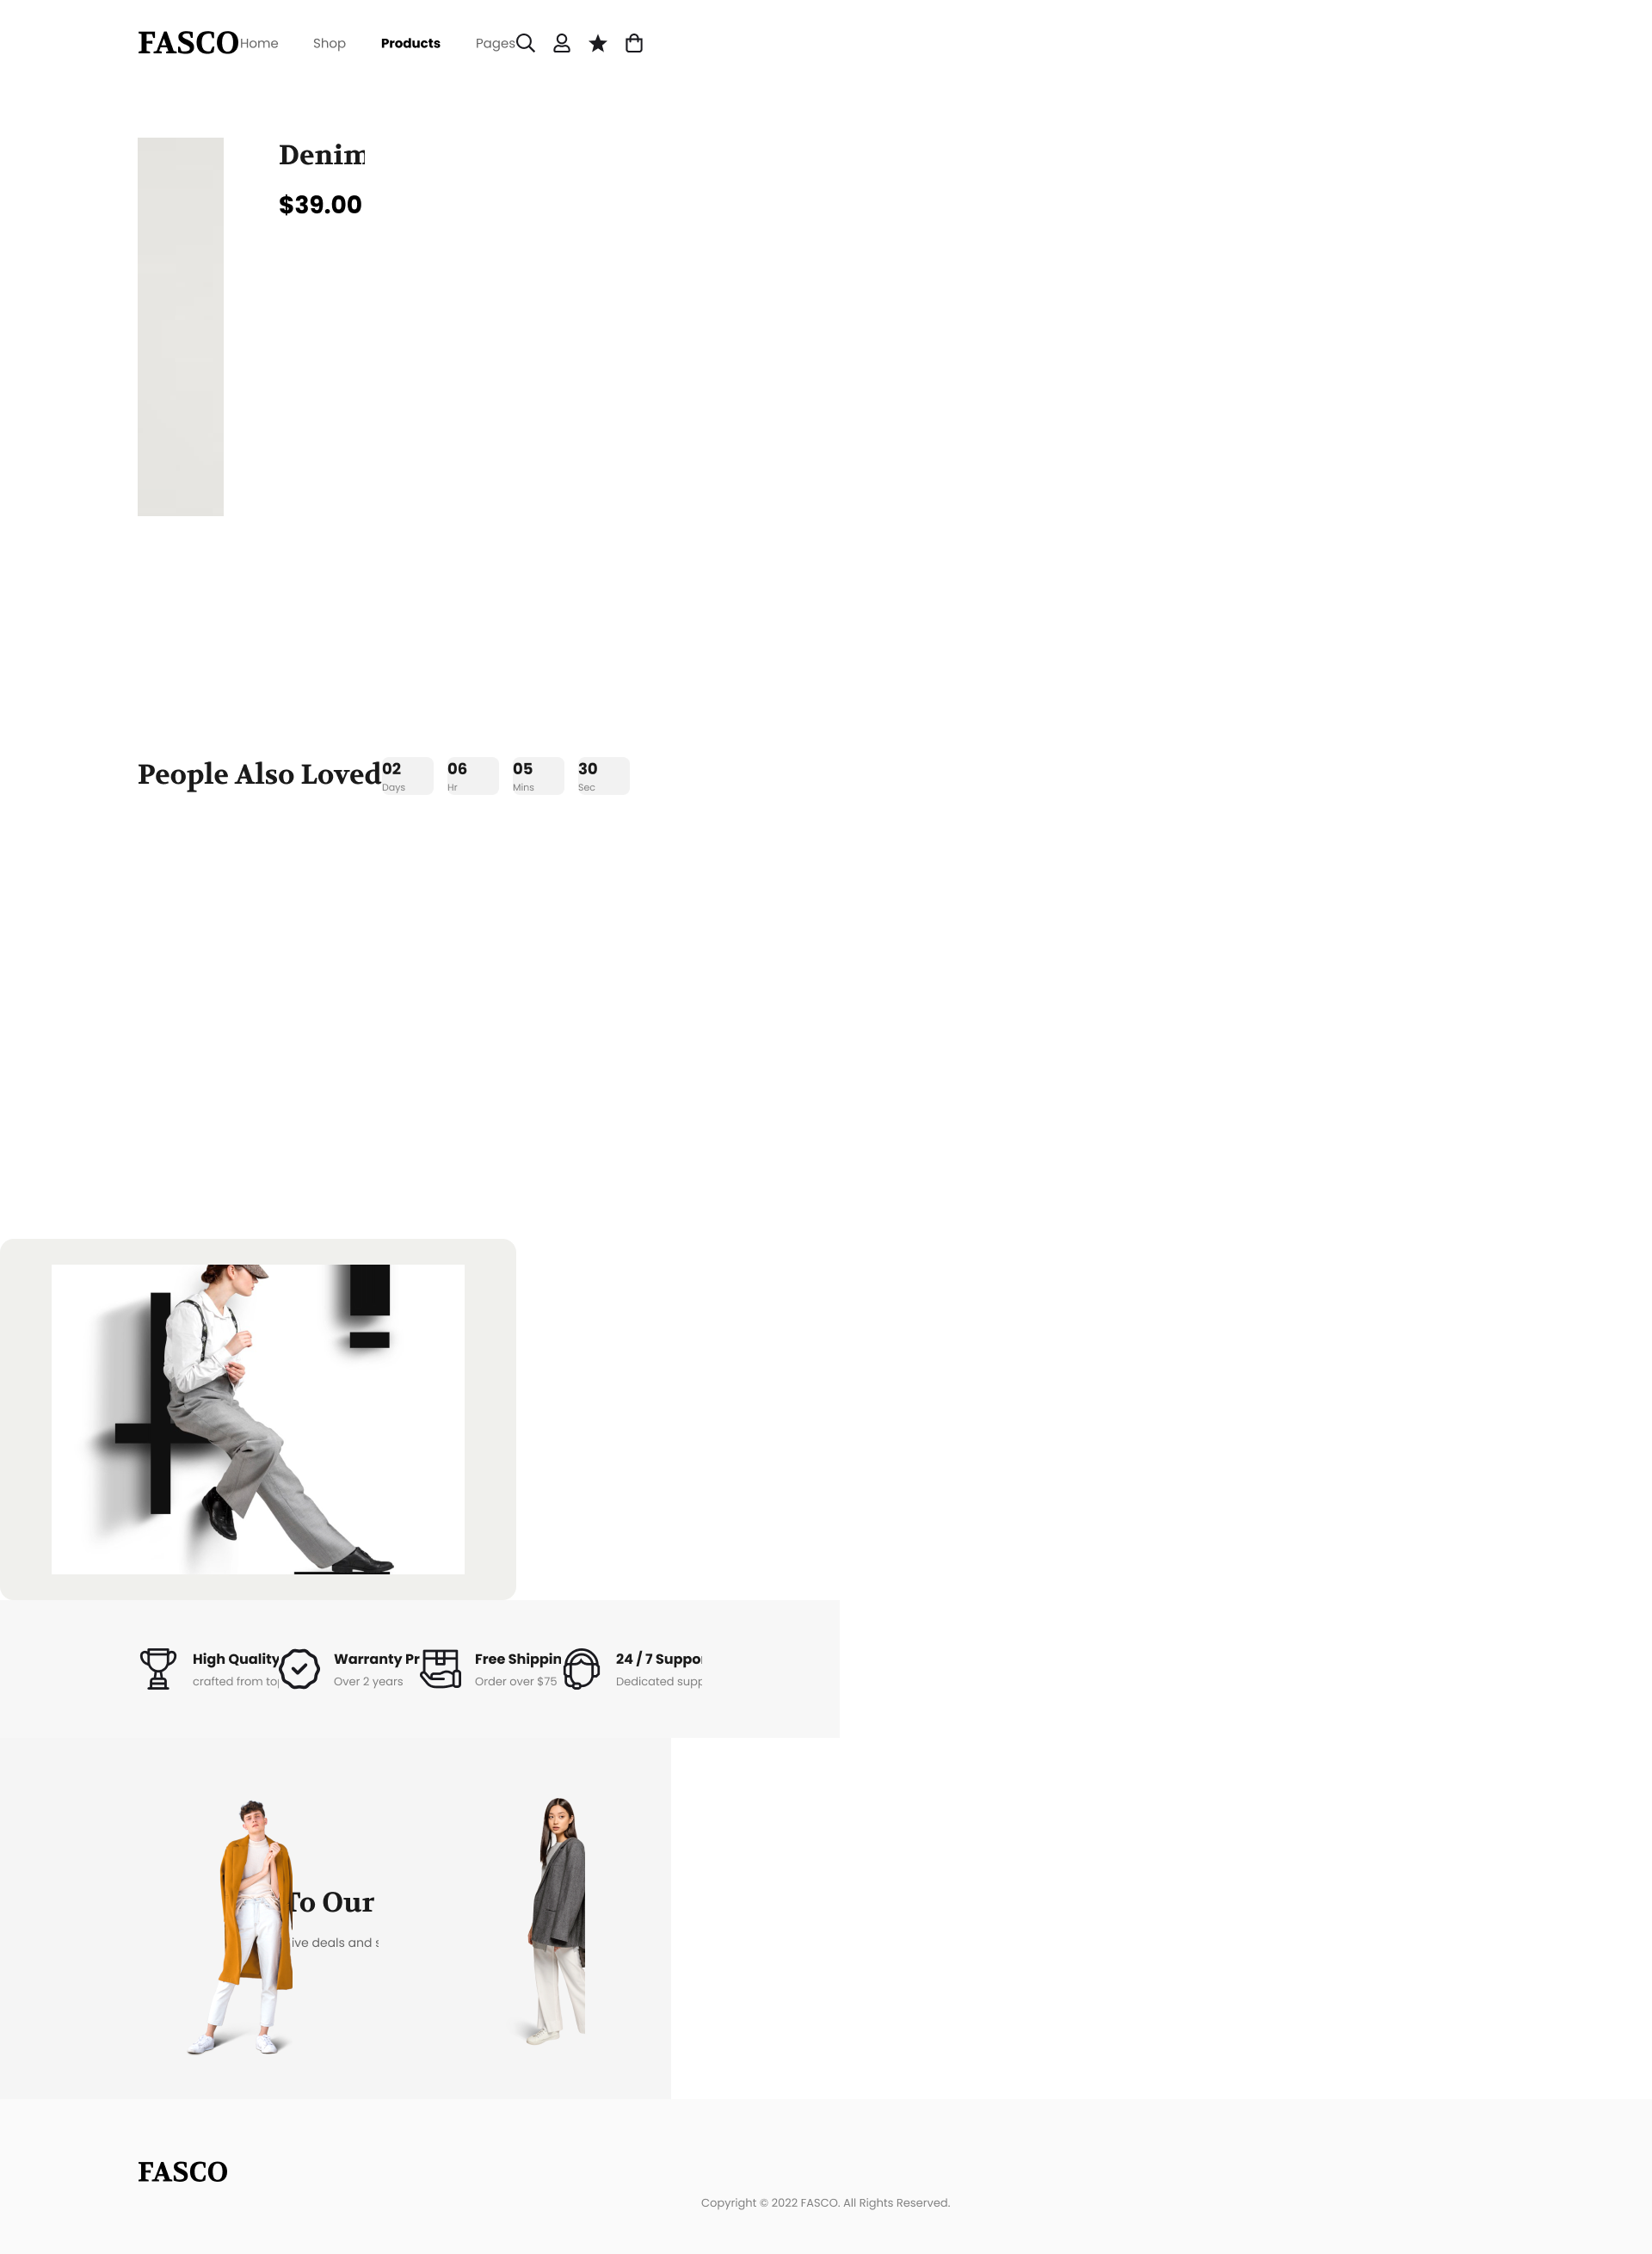 FASCO Home Shop Products Pages
Denim
$39.00
People Also Loved
02 06 05 30
Days Hr Mins Sec
High Quality Warranty Pr Free Shippin 24 / 7 Suppo
crafted from to Over 2 years Order over $75 Dedicated supp
To Our
ive deals and s
FASCO
Copyright © 2022 FASCO. All Rights Reserved.